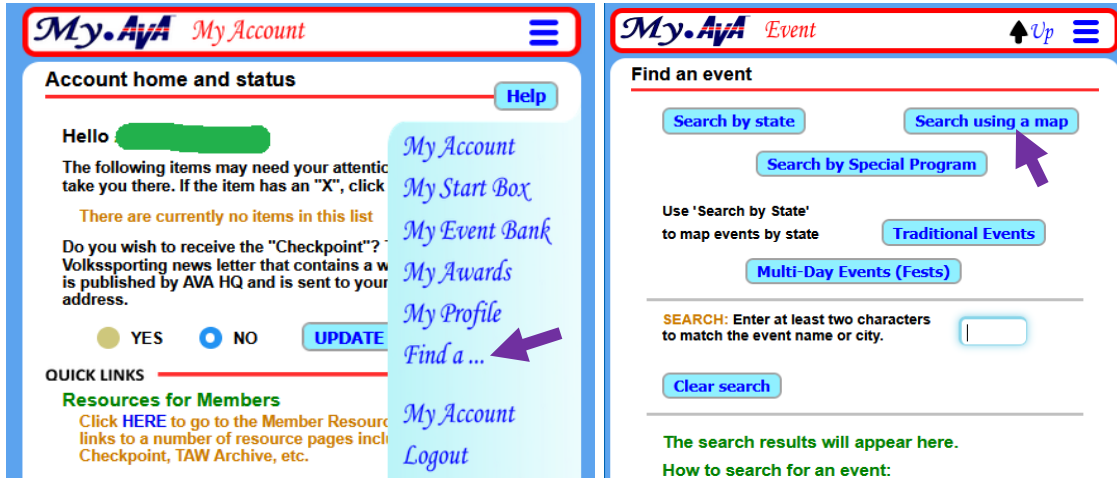 My.AVA My Account
Account home and status
Help
Hello
The following items may need your attentic
take you there. If the item has an "X", click
There are currently no items in this list
Do you wish to receive the "Checkpoint"?
Volkssporting news letter that contains a w
is published by AVA HQ and is sent to your
address.
YES NO UPDATE
QUICK LINKS
Resources for Members
Click HERE to go to the Member Resourc
links to a number of resource pages incl
Checkpoint, TAW Archive, etc.
My Account
My Start Box
My Event Bank
My Awards
My Profile
Find a ...
My Account
Logout
My.AVA Event Up
Find an event
Search by state Search using a map
Search by Special Program
Use 'Search by State'
to map events by state
Traditional Events
Multi-Day Events (Fests)
SEARCH: Enter at least two characters
to match the event name or city.
Clear search
The search results will appear here.
How to search for an event: